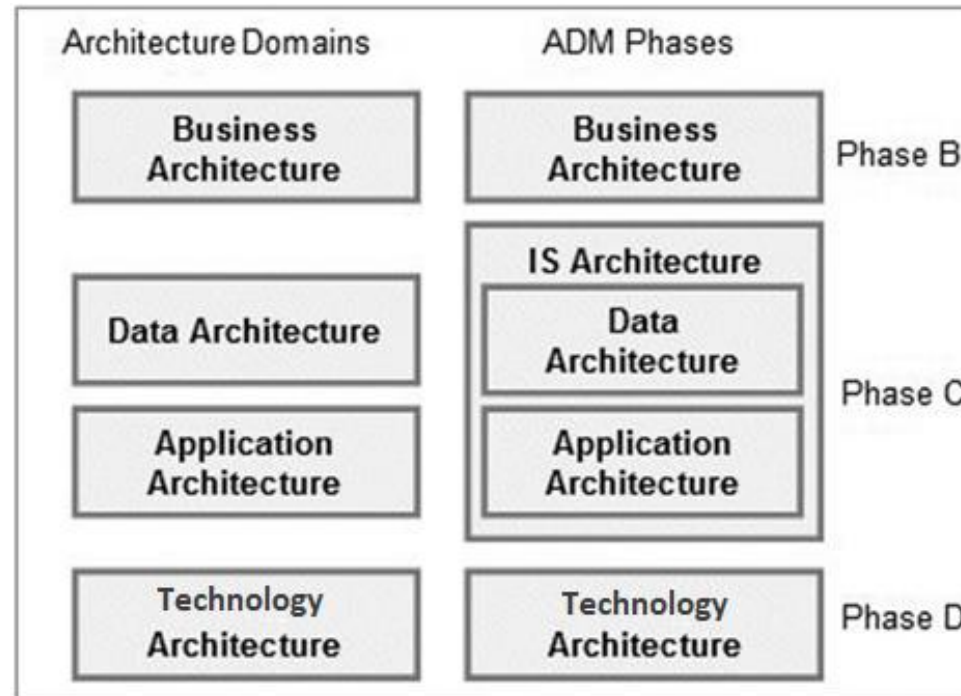 Architecture Domains
ADM Phases
Business
Architecture
Business
Architecture
Phase B
IS Architecture
Data Architecture
Data
Architecture
Phase C
Application
Architecture
Application
Architecture
Technology
Architecture
Technology
Architecture
Phase D